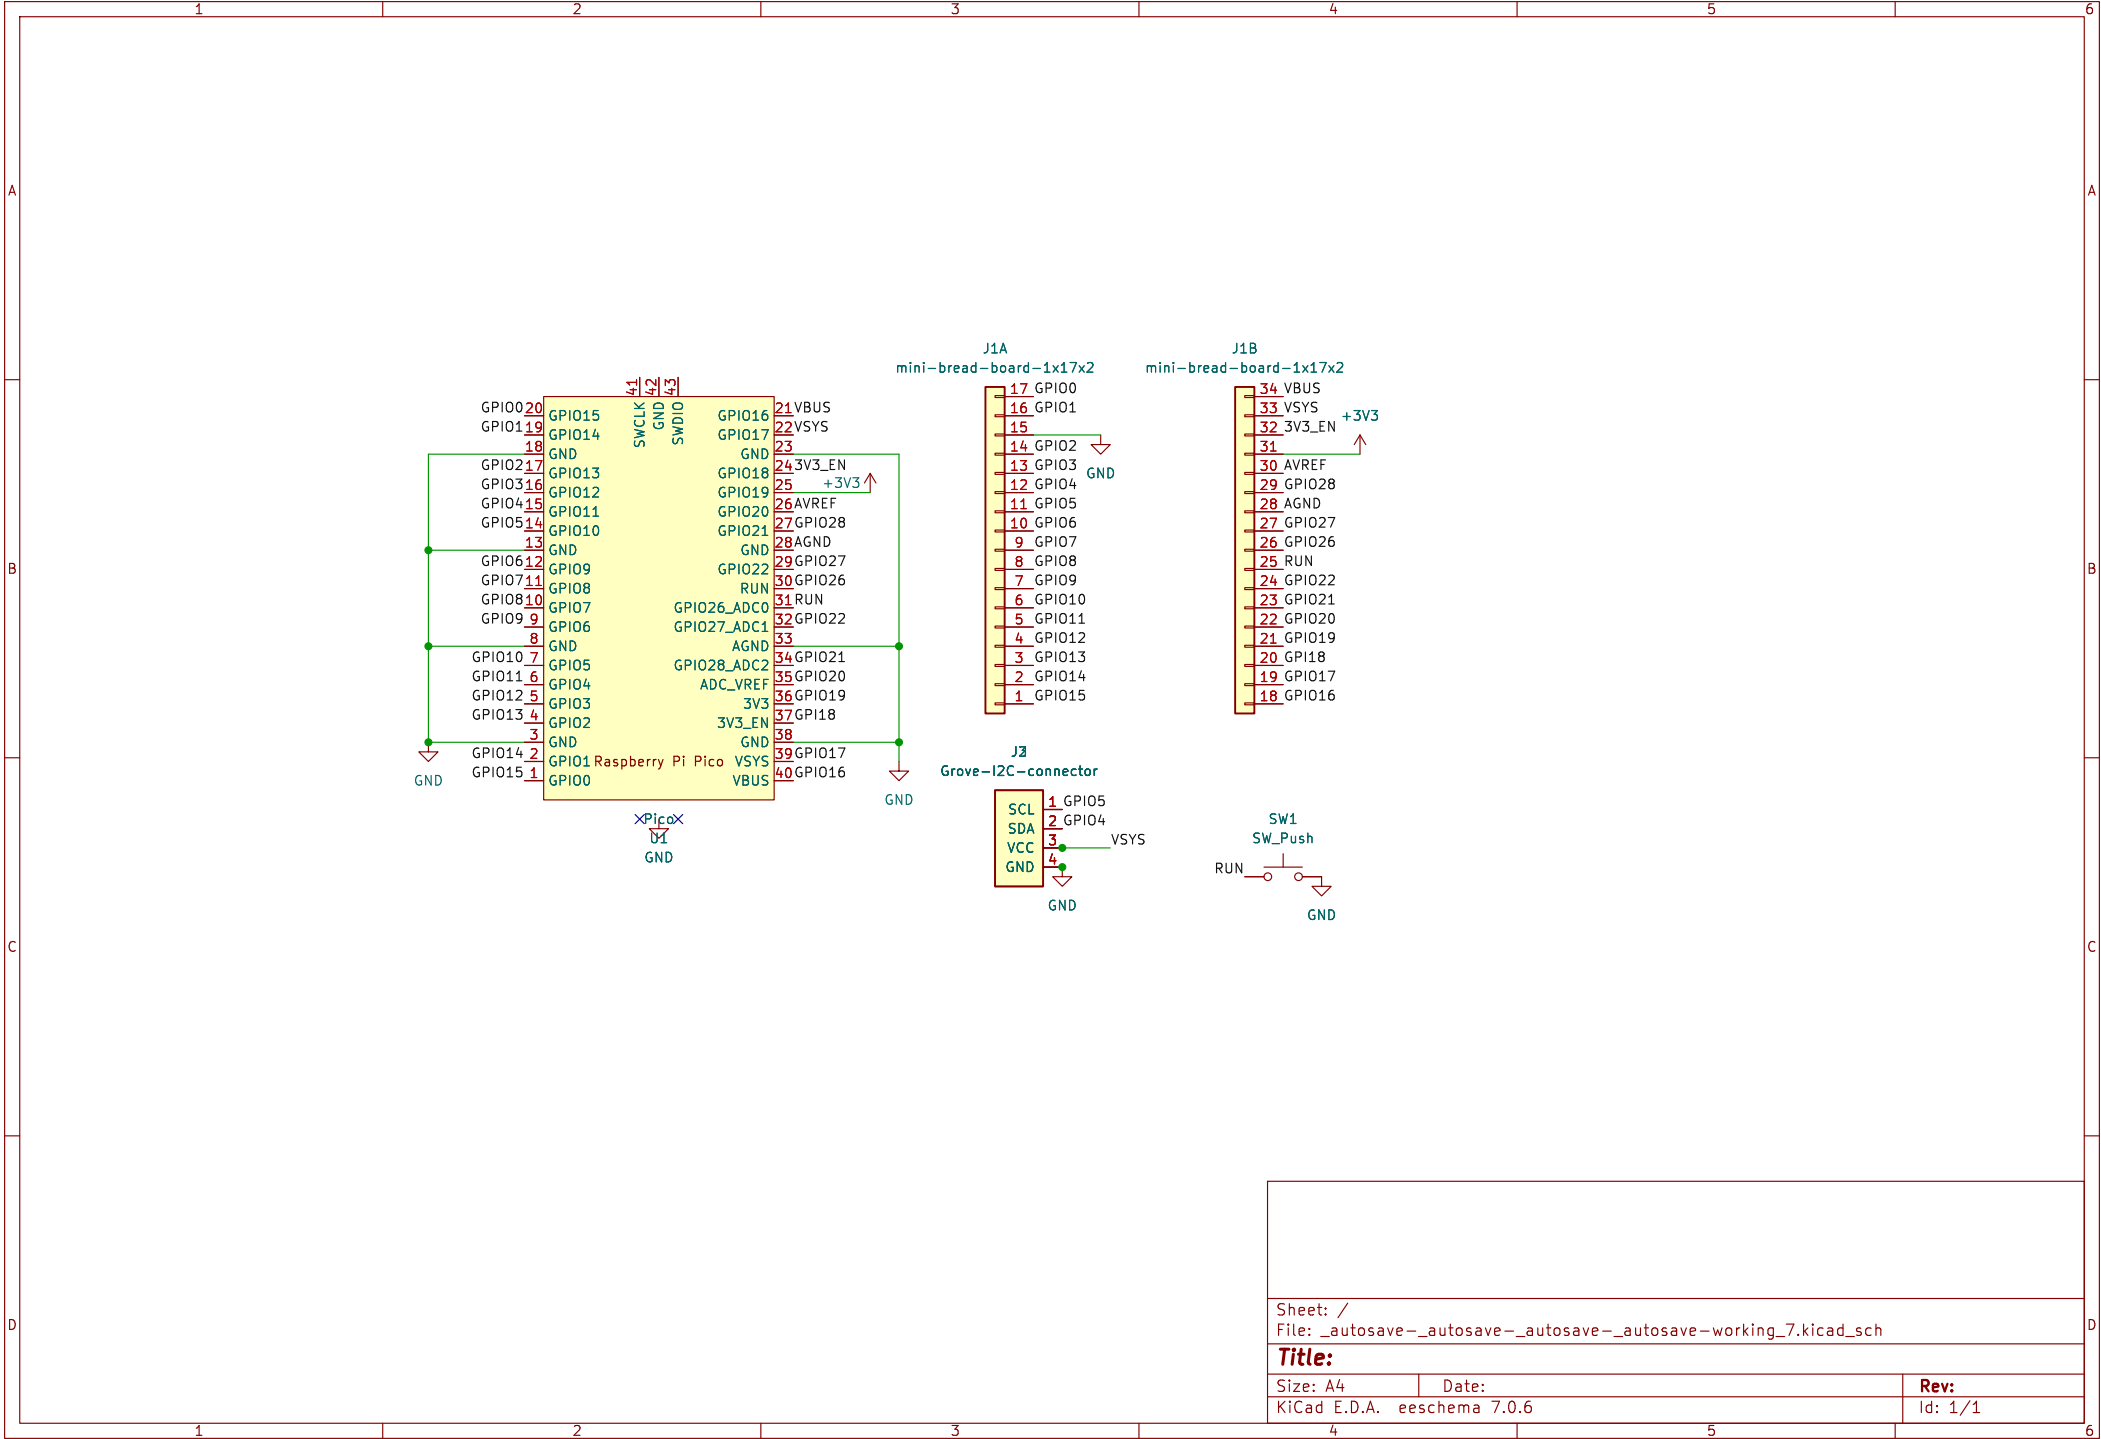 1 2 3 4 5 6
A A
B B
C C
D D
1 2 3 4 5 6
41 42 43
SWCLK GND SWDIO
GPIO0 20 GPIO15
GPIO1 19 GPIO14
18 GND
GPIO2 17 GPIO13
GPIO3 16 GPIO12
GPIO4 15 GPIO11
GPIO5 14 GPIO10
13 GND
GPIO6 12 GPIO9
GPIO7 11 GPIO8
GPIO8 10 GPIO7
GPIO9 9 GPIO6
8 GND
GPIO10 7 GPIO5
GPIO11 6 GPIO4
GPIO12 5 GPIO3
GPIO13 4 GPIO2
3 GND
GPIO14 2 GPIO1
GPIO15 1 GPIO0
GND
Raspberry Pi Pico
GPIO16 21 VBUS
GPIO17 22 VSYS
GND 23
GPIO18 24 3V3_EN
GPIO19 25 +3V3
GPIO20 26 AVREF
GPIO21 27 GPIO28
GND 28 AGND
GPIO22 29 GPIO27
RUN 30 GPIO26
GPIO26_ADC0 31 RUN
GPIO27_ADC1 32 GPIO22
AGND 33
GPIO28_ADC2 34 GPIO21
ADC_VREF 35 GPIO20
3V3 36 GPIO19
3V3_EN 37 GPI18
GND 38
VSYS 39 GPIO17
VBUS 40 GPIO16
GND
Pico
U1
GND
J1A
mini-bread-board-1x17x2
17 GPIO0
16 GPIO1
15
GND
14 GPIO2
13 GPIO3
12 GPIO4
11 GPIO5
10 GPIO6
9 GPIO7
8 GPIO8
7 GPIO9
6 GPIO10
5 GPIO11
4 GPIO12
3 GPIO13
2 GPIO14
1 GPIO15
J1B
mini-bread-board-1x17x2
34 VBUS
33 VSYS
+3V3
32 3V3_EN
31
30 AVREF
29 GPIO28
28 AGND
27 GPIO27
26 GPIO26
25 RUN
24 GPIO22
23 GPIO21
22 GPIO20
21 GPIO19
20 GPI18
19 GPIO17
18 GPIO16
Grove-I2C-connector
SCL 1 GPIO5
SDA 2 GPIO4
VCC 3 VSYS
GND 4
GND
SW1
SW_Push
RUN
GND
Sheet: /
File: _autosave-_autosave-_autosave-_autosave-working_7.kicad_sch
Title:
Size: A4 Date: Rev:
KiCad E.D.A. eeschema 7.0.6 Id: 1/1